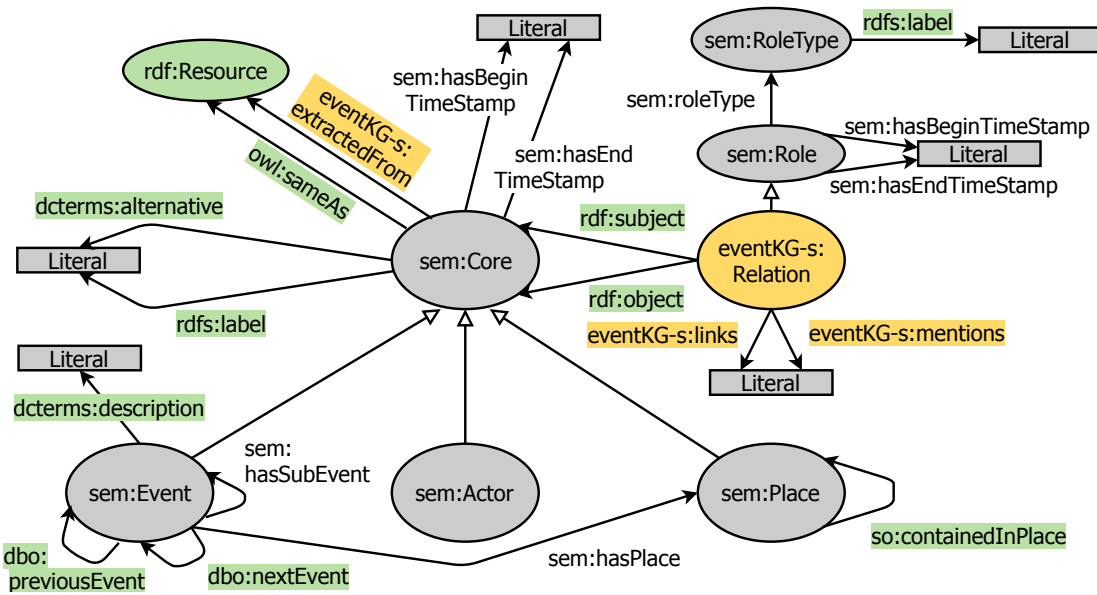 Literal
sem:RoleType
rdfs:label
Literal
rdf:Resource
eventKG-s:
extractedFrom
sem:hasBegin
TimeStamp
sem:roleType
owl:sameAs
sem:hasEnd
TimeStamp
sem:Role
sem:hasBeginTimeStamp
Literal
sem:hasEndTimeStamp
dcterms:alternative
Literal
rdfs:label
sem:Core
rdf:subject
rdf:object
eventKG-s:
Relation
eventKG-s:links
eventKG-s:mentions
Literal
Literal
dcterms:description
sem:
hasSubEvent
sem:Event
sem:Actor
sem:Place
dbo:
previousEvent
dbo:nextEvent
sem:hasPlace
so:containedInPlace